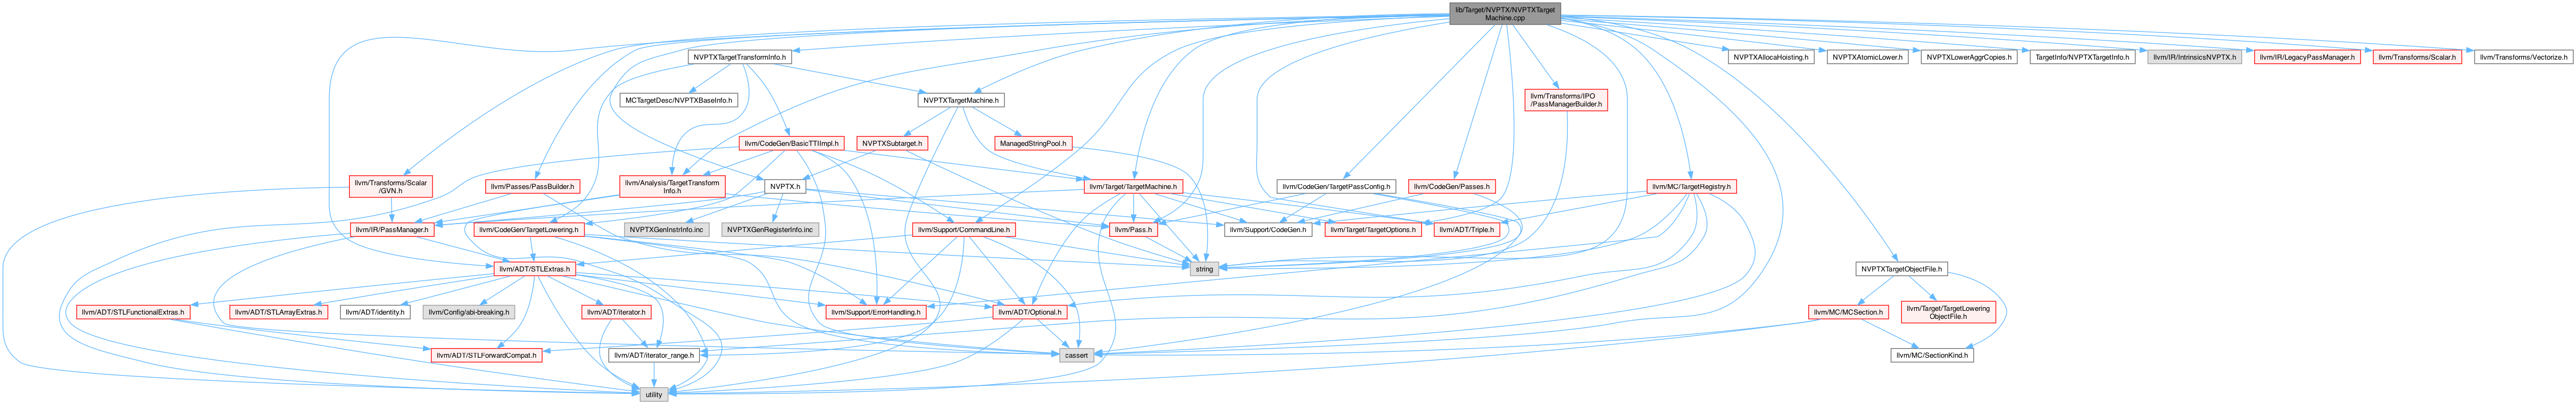 lib/Target/NVPTX/NVPTXTarget
Machine.cpp
NVPTXTargetTransformInfo.h
NVPTXAllocaHoisting.h
NVPTXAtomicLower.h
NVPTXLowerAggrCopies.h
TargetInfo/NVPTXTargetInfo.h
llvm/IR/IntrinsicsNVPTX.h
llvm/IR/LegacyPassManager.h
llvm/Transforms/Scalar.h
llvm/Transforms/Vectorize.h
MCTargetDesc/NVPTXBaseInfo.h
NVPTXTargetMachine.h
llvm/Transforms/IPO
/PassManagerBuilder.h
llvm/CodeGen/BasicTTIImpl.h
NVPTXSubtarget.h
ManagedStringPool.h
llvm/Transforms/Scalar
/GVN.h
llvm/Passes/PassBuilder.h
llvm/Analysis/TargetTransform
Info.h
NVPTX.h
llvm/Target/TargetMachine.h
llvm/CodeGen/TargetPassConfig.h
llvm/CodeGen/Passes.h
llvm/MC/TargetRegistry.h
llvm/IR/PassManager.h
llvm/CodeGen/TargetLowering.h
NVPTXGenInstrInfo.inc
NVPTXGenRegisterInfo.inc
llvm/Support/CommandLine.h
llvm/Pass.h
llvm/Support/CodeGen.h
llvm/Target/TargetOptions.h
llvm/ADT/Triple.h
llvm/ADT/STLExtras.h
string
NVPTXTargetObjectFile.h
llvm/ADT/STLFunctionalExtras.h
llvm/ADT/STLArrayExtras.h
llvm/ADT/identity.h
llvm/Config/abi-breaking.h
llvm/ADT/iterator.h
llvm/Support/ErrorHandling.h
llvm/ADT/Optional.h
llvm/MC/MCSection.h
llvm/Target/TargetLowering
ObjectFile.h
llvm/ADT/STLForwardCompat.h
llvm/ADT/iterator_range.h
cassert
llvm/MC/SectionKind.h
utility